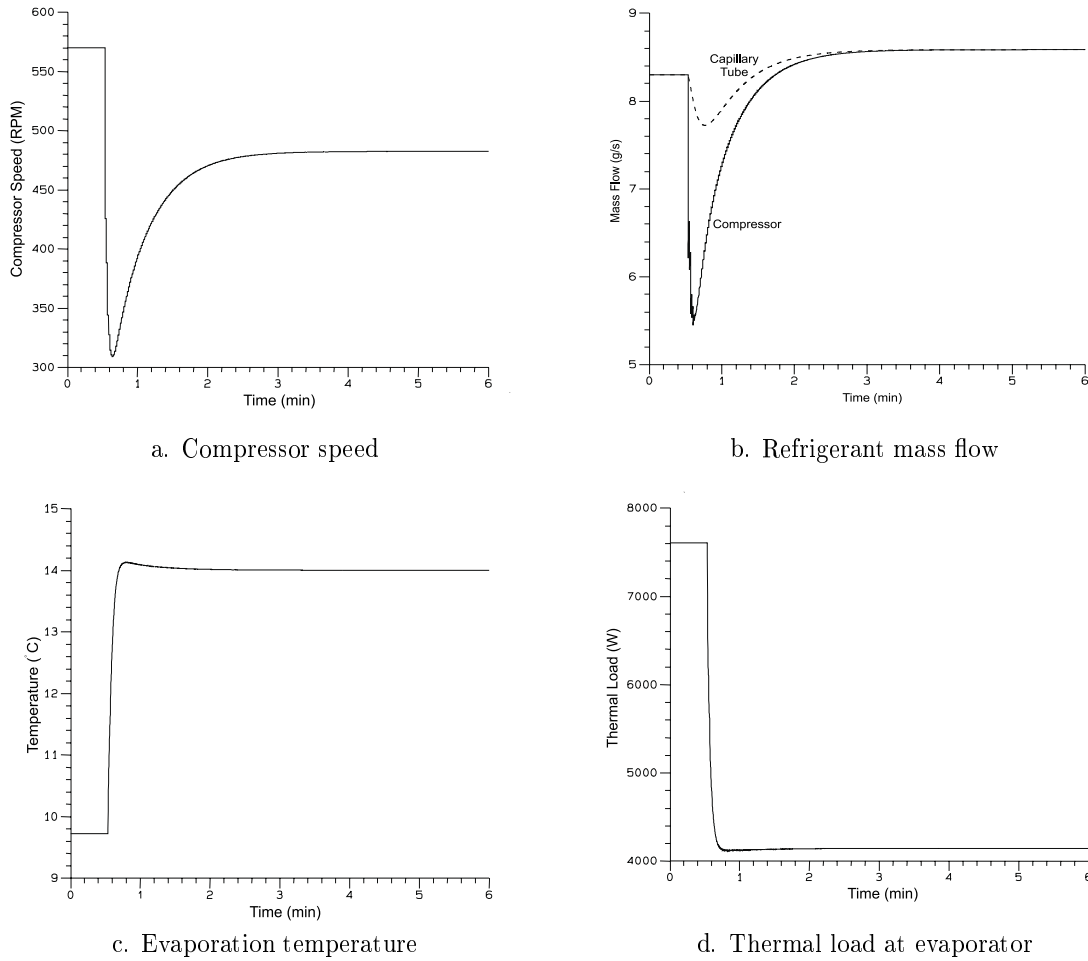 600
550
500
450
400
350
300
Compressor Speed (RPM)
0 1 2 3 4 5 6
Time (min)
a. Compressor speed
9
8
7
6
5
Mass Flow (g/s)
Capillary
Tube
Compressor
0 1 2 3 4 5 6
Time (min)
b. Refrigerant mass flow
15
14
13
12
11
10
9
Temperature (°C)
0 1 2 3 4 5 6
Time (min)
c. Evaporation temperature
8000
7000
6000
5000
4000
Thermal Load (W)
0 1 2 3 4 5 6
Time (min)
d. Thermal load at evaporator